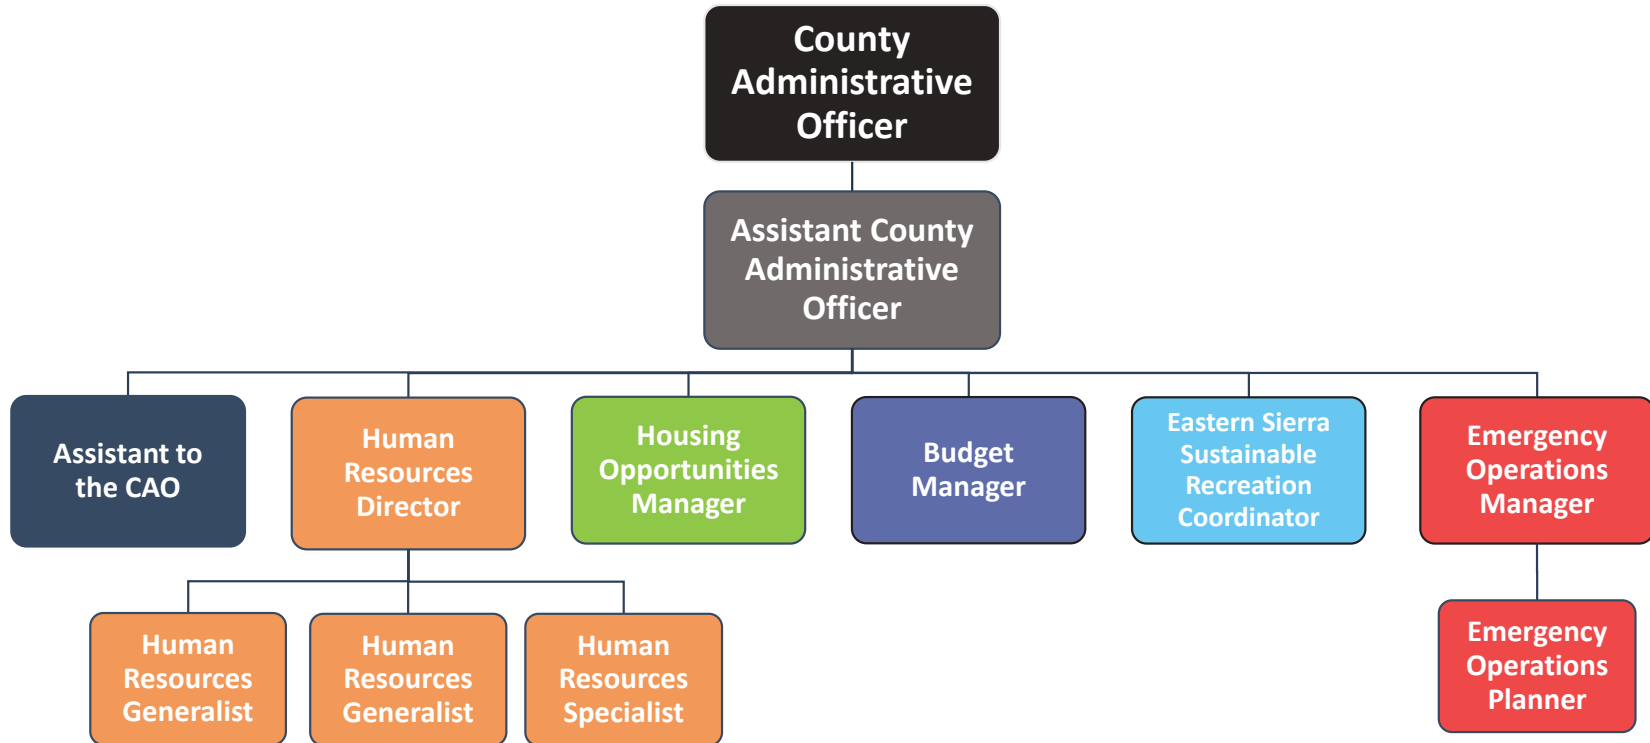 County
Administrative
Officer
Assistant County
Administrative
Officer
Assistant to
the CAO
Human
Resources
Director
Housing
Opportunities
Manager
Budget
Manager
Eastern Sierra
Sustainable
Recreation
Coordinator
Emergency
Operations
Manager
Human
Resources
Generalist
Human
Resources
Generalist
Human
Resources
Specialist
Emergency
Operations
Planner